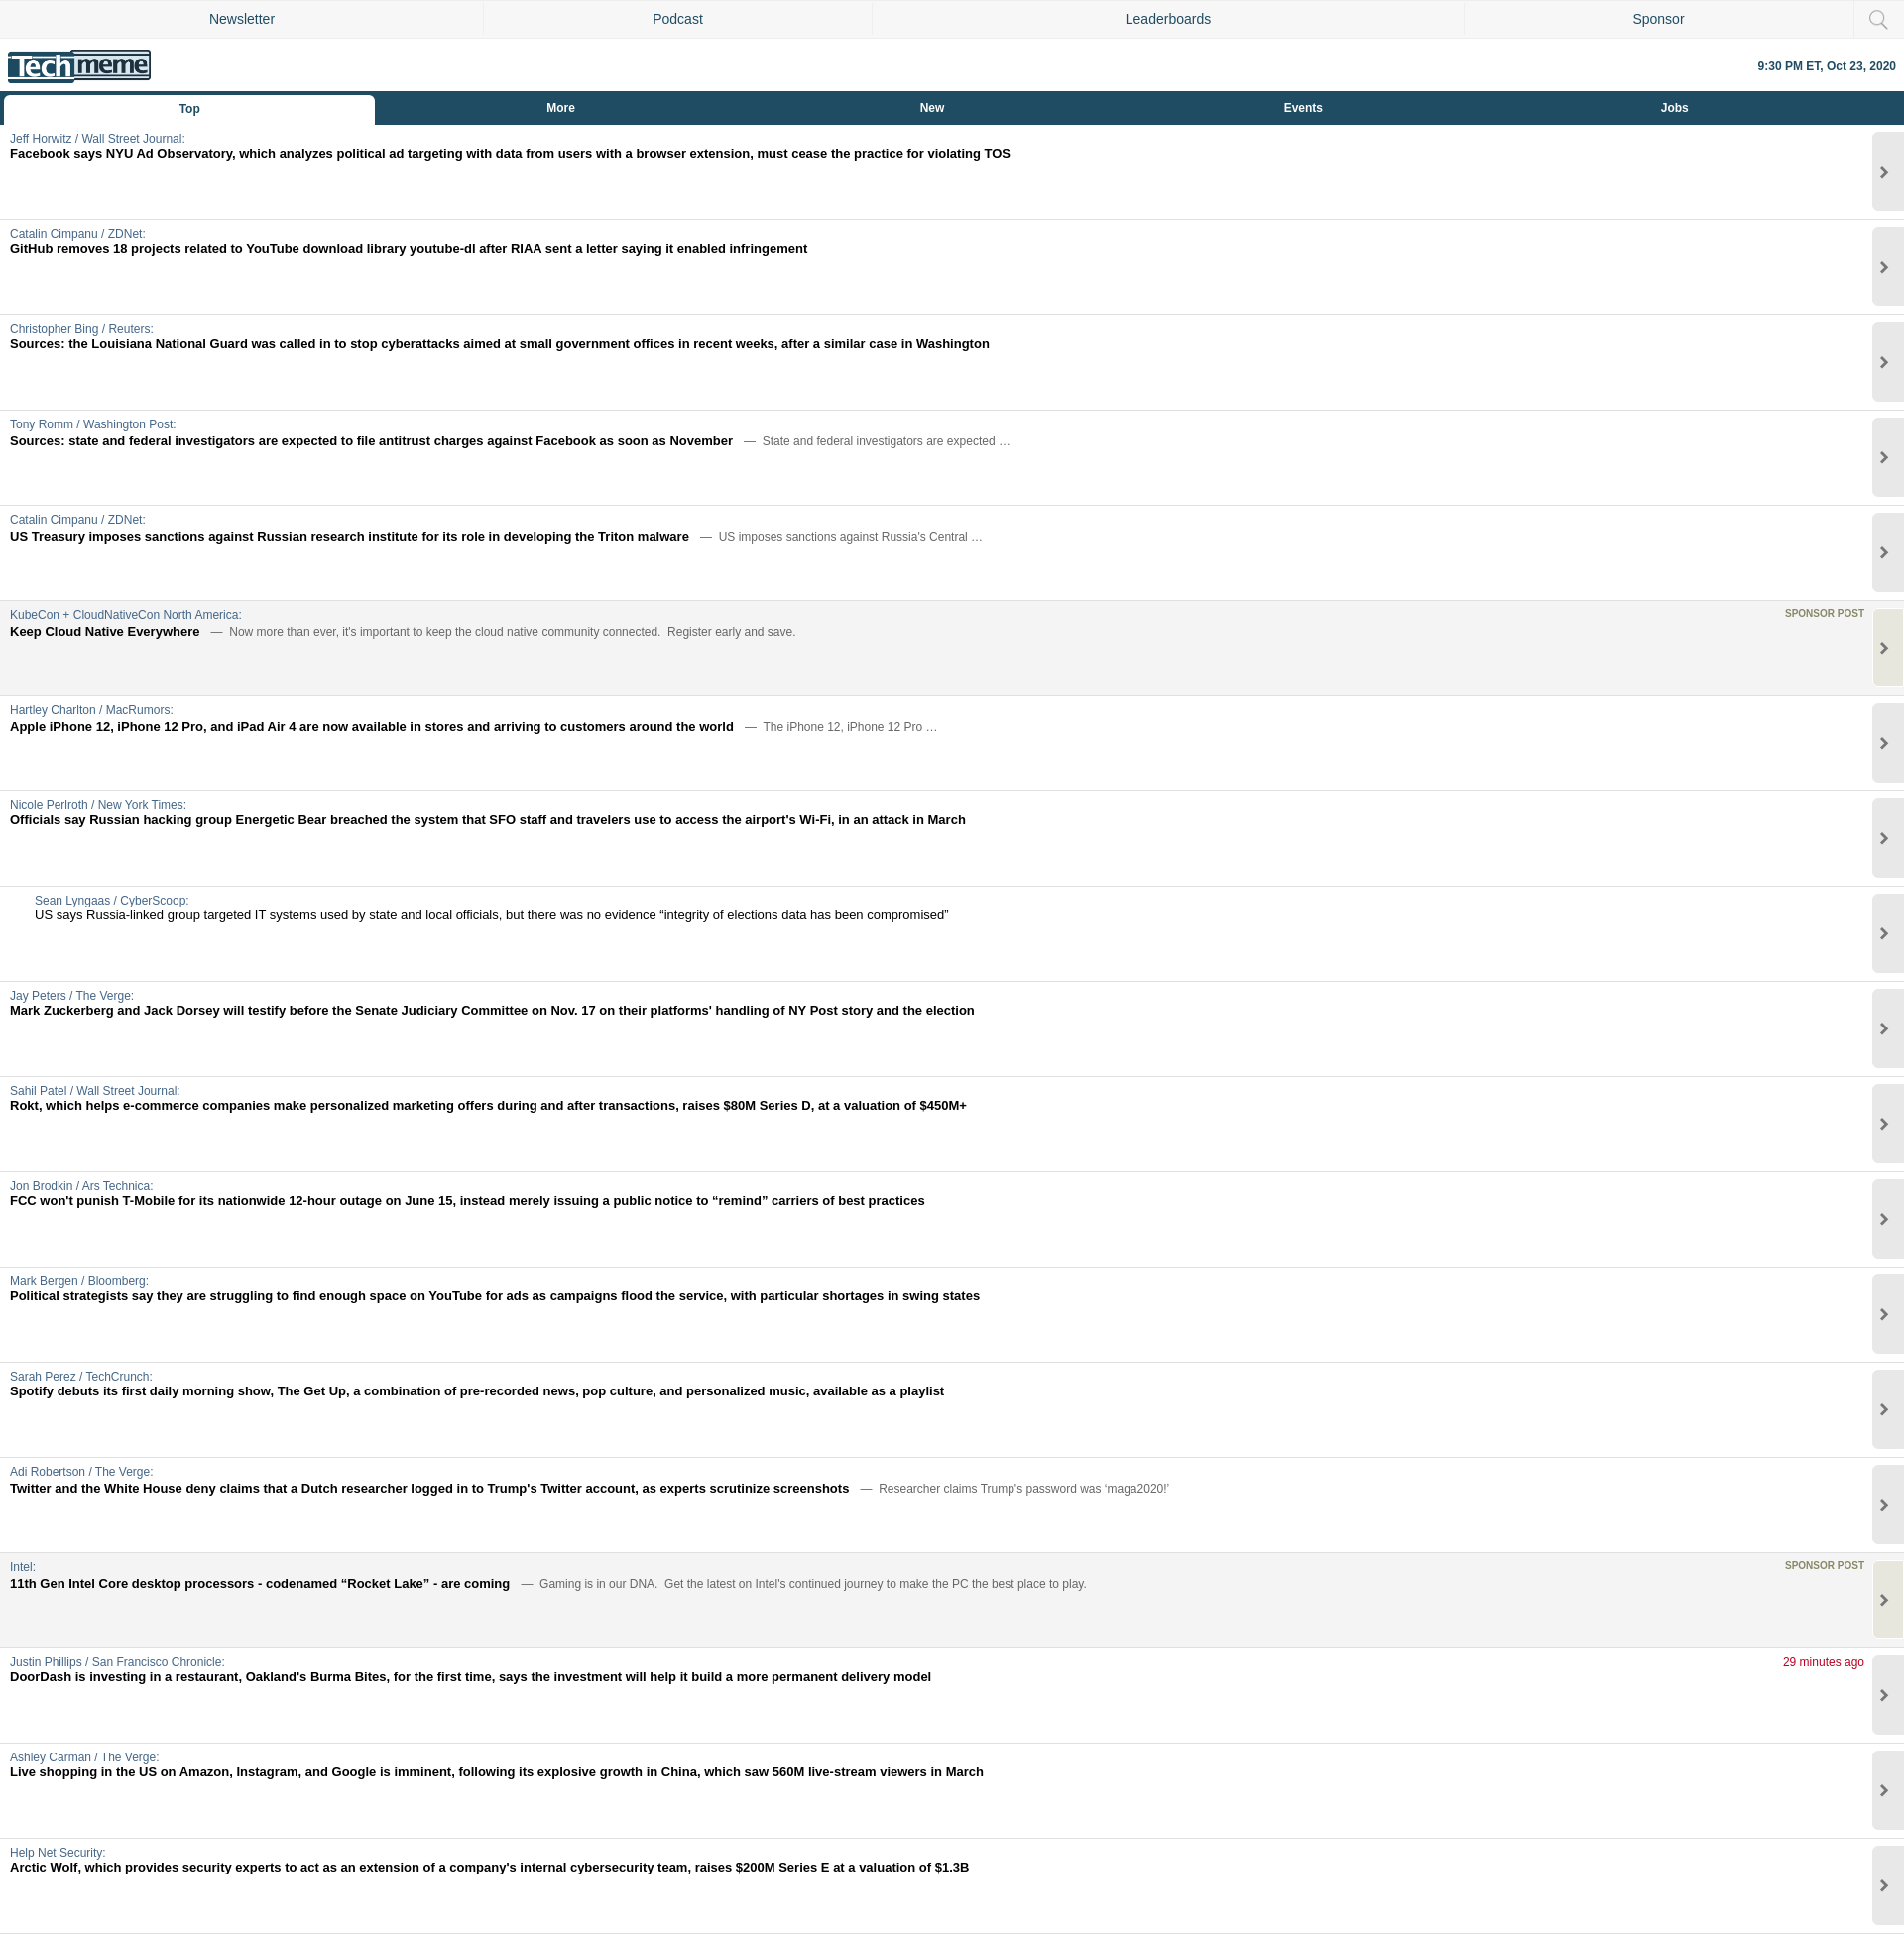 Newsletter
Podcast
Leaderboards
Sponsor
Techmeme
9:30 PM ET, Oct 23, 2020
Top
More
New
Events
Jobs
Jeff Horwitz / Wall Street Journal:
Facebook says NYU Ad Observatory, which analyzes political ad targeting with data from users with a browser extension, must cease the practice for violating TOS
Catalin Cimpanu / ZDNet:
GitHub removes 18 projects related to YouTube download library youtube-dl after RIAA sent a letter saying it enabled infringement
Christopher Bing / Reuters:
Sources: the Louisiana National Guard was called in to stop cyberattacks aimed at small government offices in recent weeks, after a similar case in Washington
Tony Romm / Washington Post:
Sources: state and federal investigators are expected to file antitrust charges against Facebook as soon as November — State and federal investigators are expected …
Catalin Cimpanu / ZDNet:
US Treasury imposes sanctions against Russian research institute for its role in developing the Triton malware — US imposes sanctions against Russia's Central …
KubeCon + CloudNativeCon North America:
SPONSOR POST
Keep Cloud Native Everywhere — Now more than ever, it's important to keep the cloud native community connected. Register early and save.
Hartley Charlton / MacRumors:
Apple iPhone 12, iPhone 12 Pro, and iPad Air 4 are now available in stores and arriving to customers around the world — The iPhone 12, iPhone 12 Pro …
Nicole Perlroth / New York Times:
Officials say Russian hacking group Energetic Bear breached the system that SFO staff and travelers use to access the airport's Wi-Fi, in an attack in March
Sean Lyngaas / CyberScoop:
US says Russia-linked group targeted IT systems used by state and local officials, but there was no evidence “integrity of elections data has been compromised”
Jay Peters / The Verge:
Mark Zuckerberg and Jack Dorsey will testify before the Senate Judiciary Committee on Nov. 17 on their platforms' handling of NY Post story and the election
Sahil Patel / Wall Street Journal:
Rokt, which helps e-commerce companies make personalized marketing offers during and after transactions, raises $80M Series D, at a valuation of $450M+
Jon Brodkin / Ars Technica:
FCC won't punish T-Mobile for its nationwide 12-hour outage on June 15, instead merely issuing a public notice to “remind” carriers of best practices
Mark Bergen / Bloomberg:
Political strategists say they are struggling to find enough space on YouTube for ads as campaigns flood the service, with particular shortages in swing states
Sarah Perez / TechCrunch:
Spotify debuts its first daily morning show, The Get Up, a combination of pre-recorded news, pop culture, and personalized music, available as a playlist
Adi Robertson / The Verge:
Twitter and the White House deny claims that a Dutch researcher logged in to Trump's Twitter account, as experts scrutinize screenshots — Researcher claims Trump's password was ‘maga2020!’
Intel:
SPONSOR POST
11th Gen Intel Core desktop processors - codenamed “Rocket Lake” - are coming — Gaming is in our DNA. Get the latest on Intel's continued journey to make the PC the best place to play.
Justin Phillips / San Francisco Chronicle:
29 minutes ago
DoorDash is investing in a restaurant, Oakland's Burma Bites, for the first time, says the investment will help it build a more permanent delivery model
Ashley Carman / The Verge:
Live shopping in the US on Amazon, Instagram, and Google is imminent, following its explosive growth in China, which saw 560M live-stream viewers in March
Help Net Security:
Arctic Wolf, which provides security experts to act as an extension of a company's internal cybersecurity team, raises $200M Series E at a valuation of $1.3B